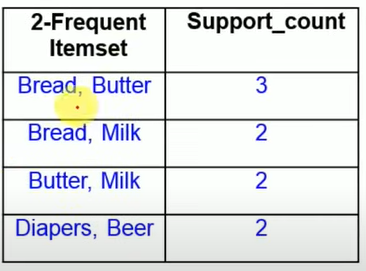 2-Frequent Itemset Support_count
Bread, Butter 3
Bread, Milk 2
Butter, Milk 2
Diapers, Beer 2